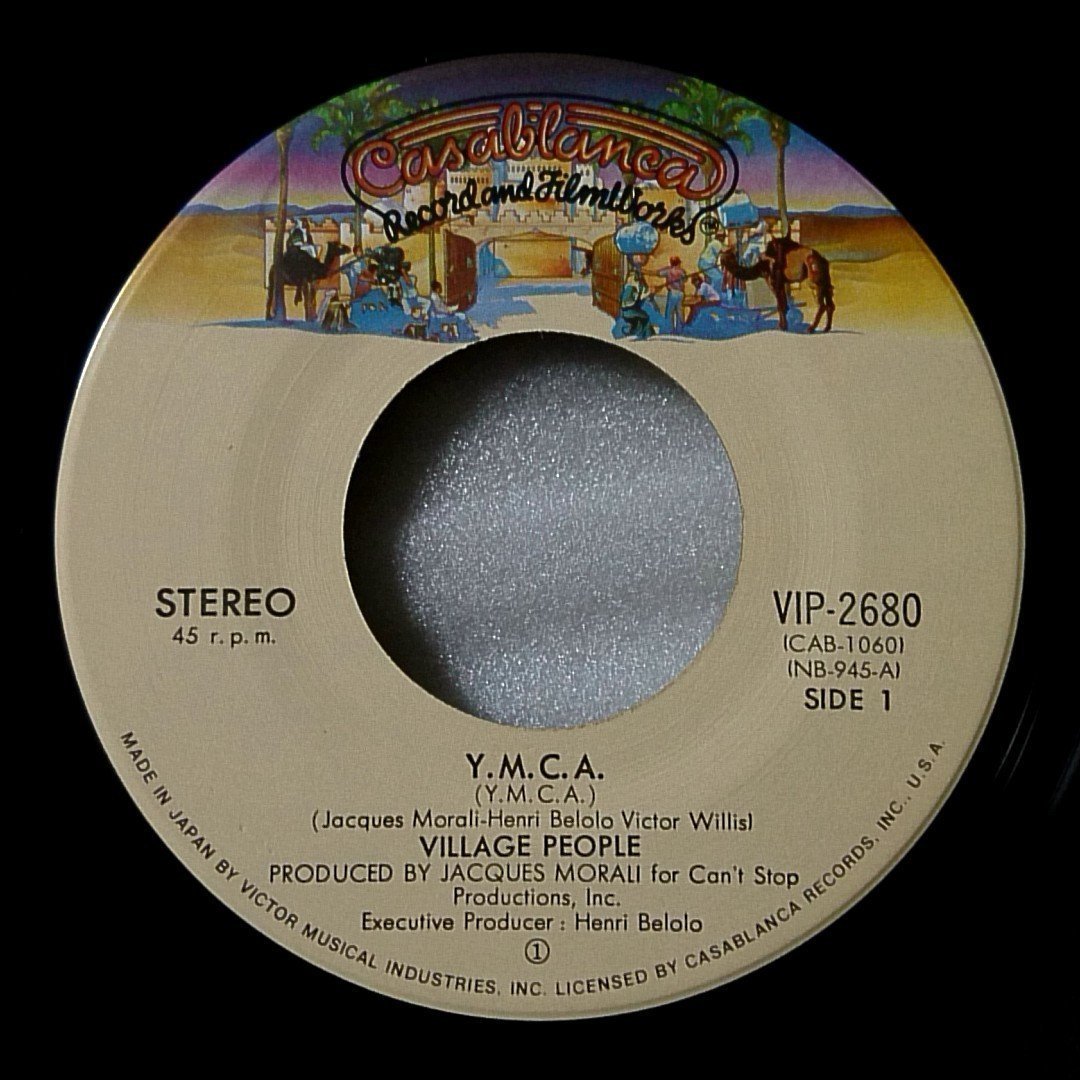 Casablanca
Record and FilmWorks
STEREO
45 r.p.m.
VIP-2680
(CAB-1060)
(NB-945-A)
SIDE 1
Y.M.C.A.
(Y.M.C.A.)
(Jacques Morali-Henri Belolo Victor Willis)
VILLAGE PEOPLE
PRODUCED BY JACQUES MORALI for Can't Stop
Productions, Inc.
Executive Producer : Henri Belolo
①
MADE IN JAPAN BY VICTOR MUSICAL INDUSTRIES, INC. LICENSED BY CASABLANCA RECORDS, INC., U.S.A.